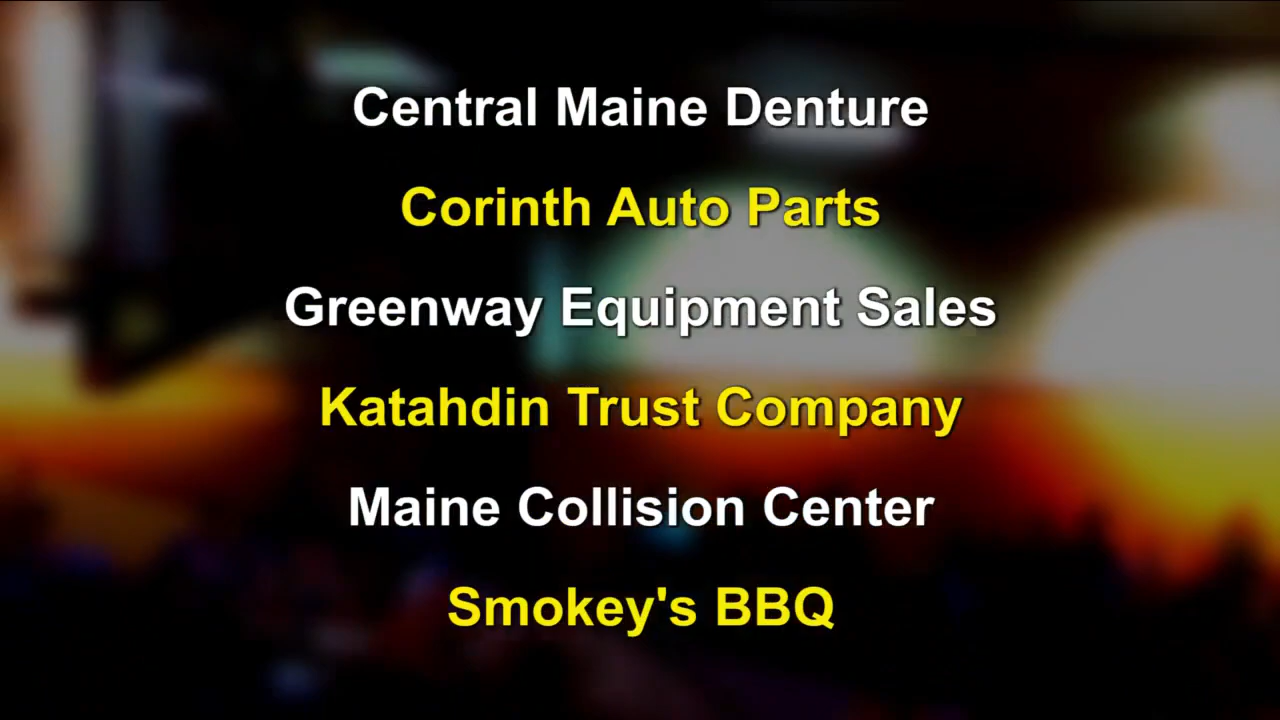 Central Maine Denture
Corinth Auto Parts
Greenway Equipment Sales
Katahdin Trust Company
Maine Collision Center
Smokey's BBQ